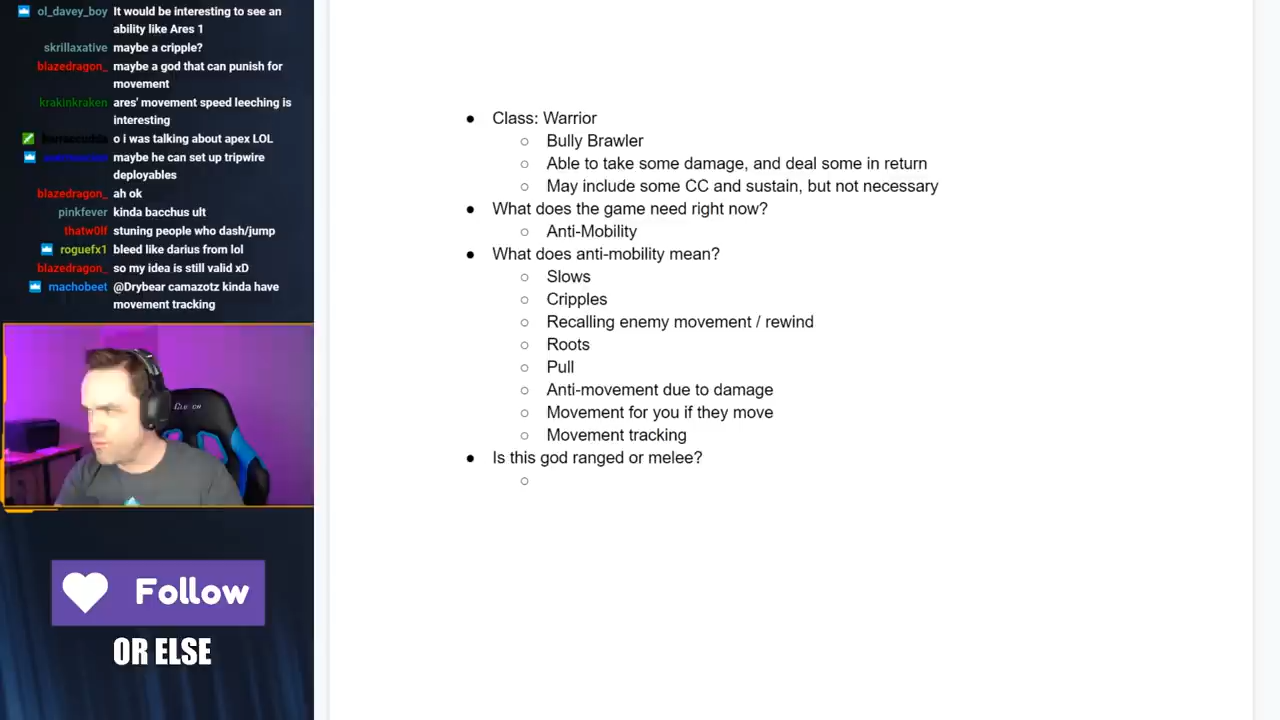 ol_davey_boy It would be interesting to see an
ability like Ares 1
skrillaxative maybe a cripple?
blazedragon_ maybe a god that can punish for
movement
krakinkraken ares' movement speed leeching is
interesting
o i was talking about apex LOL
maybe he can set up tripwire
deployables
blazedragon_ ah ok
pinkfever kinda bacchus ult
thatw0lf stuning people who dash/jump
roguefx1 bleed like darius from lol
blazedragon_ so my idea is still valid xD
machobeet @Drybear camazotz kinda have
movement tracking
Follow
OR ELSE
● Class: Warrior
○ Bully Brawler
○ Able to take some damage, and deal some in return
○ May include some CC and sustain, but not necessary
● What does the game need right now?
○ Anti-Mobility
● What does anti-mobility mean?
○ Slows
○ Cripples
○ Recalling enemy movement / rewind
○ Roots
○ Pull
○ Anti-movement due to damage
○ Movement for you if they move
○ Movement tracking
● Is this god ranged or melee?
○